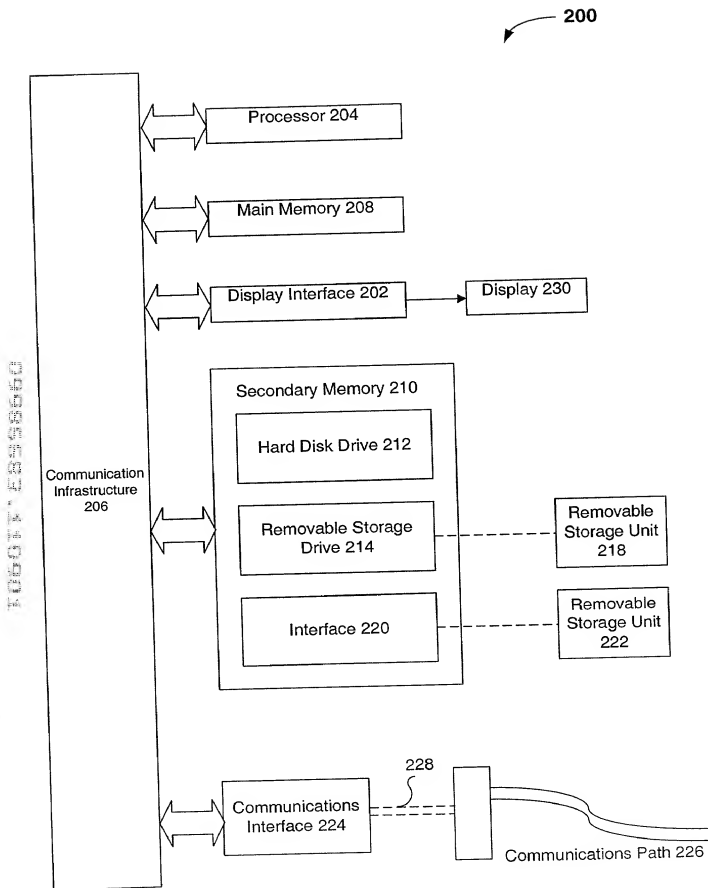 200
Processor 204
Main Memory 208
Display Interface 202
Display 230
Secondary Memory 210
Hard Disk Drive 212
Communication
Infrastructure
206
Removable Storage
Drive 214
Removable
Storage Unit
218
Interface 220
Removable
Storage Unit
222
228
Communications
Interface 224
Communications Path 226